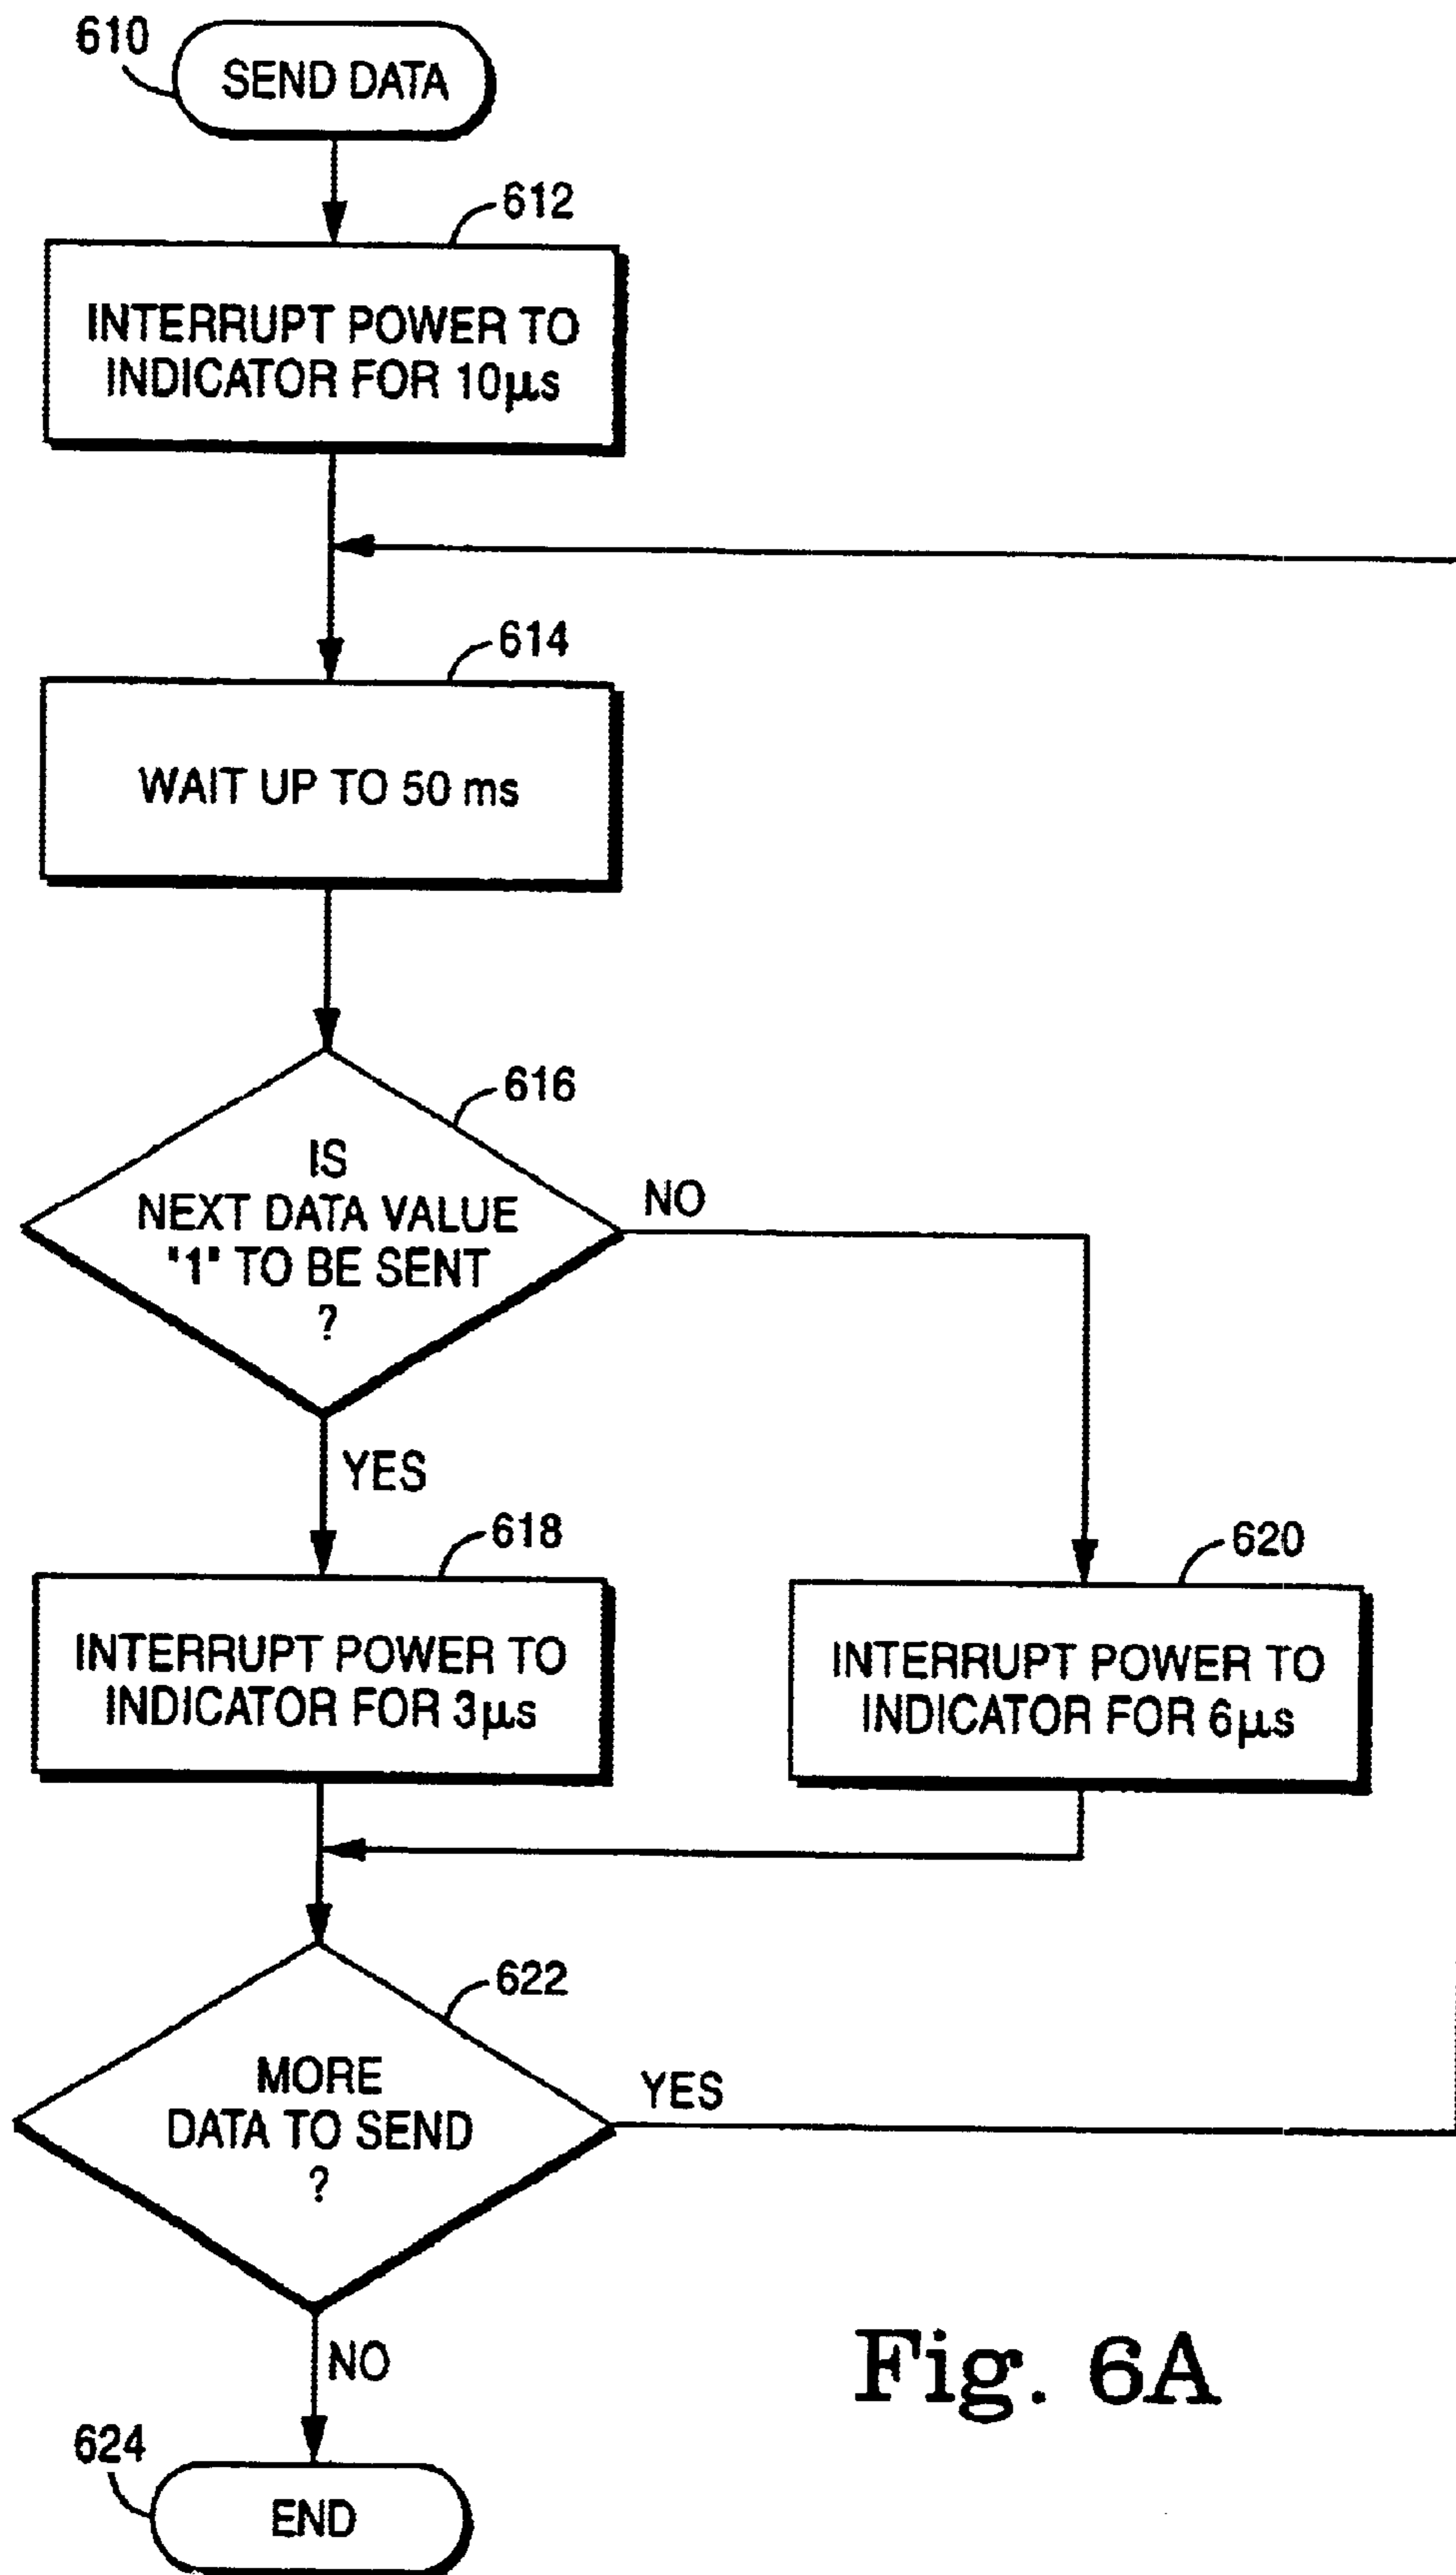 610
SEND DATA
612
INTERRUPT POWER TO
INDICATOR FOR 10µs
614
WAIT UP TO 50 ms
616
IS
NEXT DATA VALUE
"1" TO BE SENT
?
NO
YES
618
INTERRUPT POWER TO
INDICATOR FOR 3µs
620
INTERRUPT POWER TO
INDICATOR FOR 6µs
622
MORE
DATA TO SEND
?
YES
NO
Fig. 6A
624
END